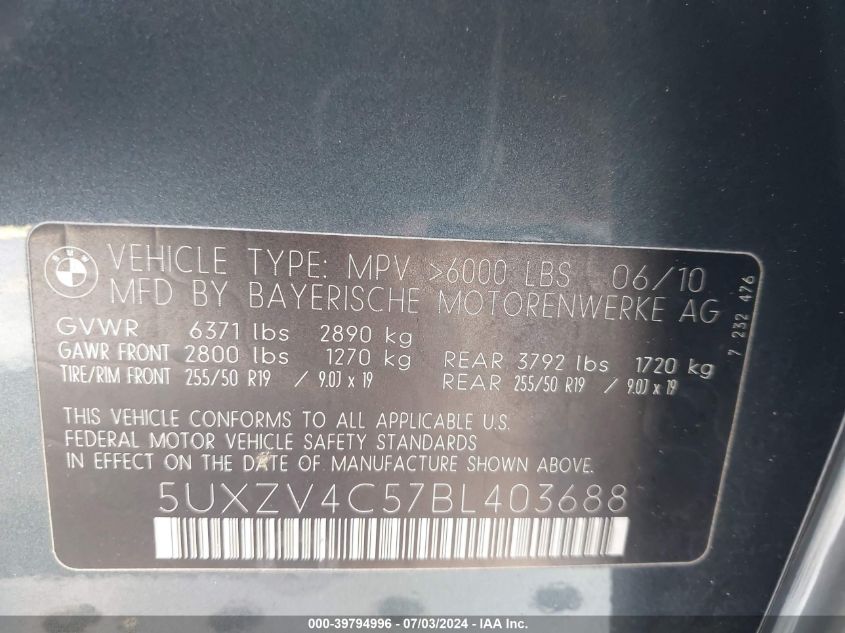 BMW
VEHICLE TYPE: MPV >6000 LBS 06/10
MFD BY BAYERISCHE MOTORENWERKE AG
GVWR 6371 lbs 2890 kg
GAWR FRONT 2800 lbs 1270 kg REAR 3792 lbs 1720 kg
TIRE/RIM FRONT 255/50 R19 / 9.0J x 19 REAR 255/50 R19 / 9.0J x 19
THIS VEHICLE CONFORMS TO ALL APPLICABLE U.S.
FEDERAL MOTOR VEHICLE SAFETY STANDARDS
IN EFFECT ON THE DATE OF MANUFACTURE SHOWN ABOVE.
5UXZV4C57BL403688
7 232 476
000-39794996 - 07/03/2024 - IAA Inc.